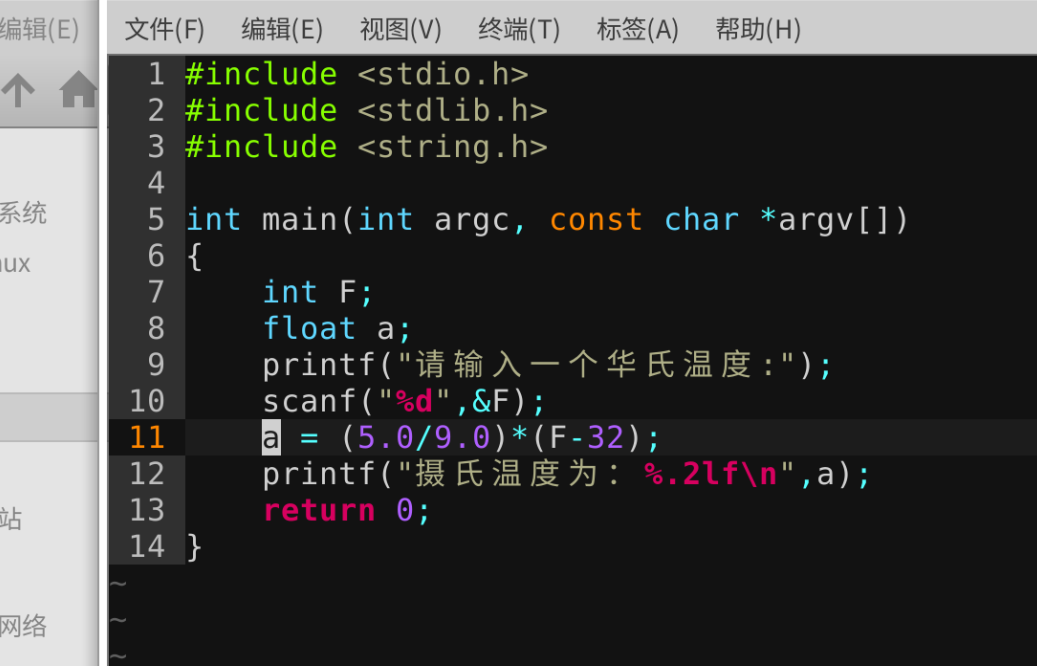 编辑(E)
文件(F) 编辑(E) 视图(V) 终端(T) 标签(A) 帮助(H)
系统
ux
站
网络
1 #include <stdio.h>
2 #include <stdlib.h>
3 #include <string.h>
4
5 int main(int argc, const char *argv[])
6 {
7     int F;
8     float a;
9     printf("请输入一个华氏温度:");
10     scanf("%d",&F);
11     a = (5.0/9.0)*(F-32);
12     printf("摄氏温度为: %.2lf\n",a);
13     return 0;
14 }
~
~
~